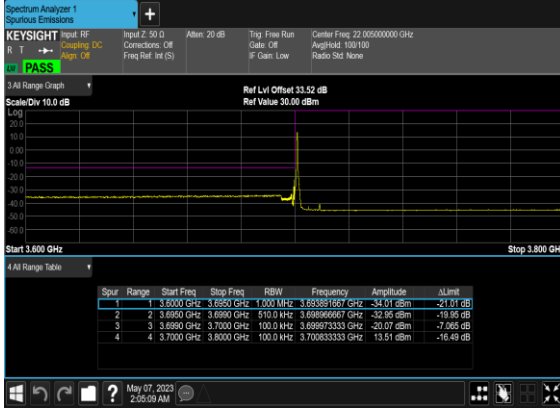 Spectrum Analyzer 1
Spurious Emissions
KEYSIGHT Input: RF Input Z: 50 Ω Atten: 20 dB Trig: Free Run Center Freq: 22.005000000 GHz
R T Coupling: DC Corrections: Off Gate: Off Avg|Hold: 100/100
Align: Off Freq Ref: Int (S) IF Gain: Low Radio Std: None
LXI PASS
3 All Range Graph Ref Lvl Offset 33.52 dB
Scale/Div 10.0 dB Ref Value 30.00 dBm
Log
20.0
10.0
0.00
-10.0
-20.0
-30.0
-40.0
-50.0
-60.0
Start 3.600 GHz Stop 3.800 GH
4 All Range Table
Spur Range Start Freq Stop Freq RBW Frequency Amplitude ΔLimit
1 1 3.6000 GHz 3.6950 GHz 1.000 MHz 3.693891667 GHz -34.01 dBm -21.01 dB
2 2 3.6950 GHz 3.6990 GHz 510.0 kHz 3.698966667 GHz -32.95 dBm -19.95 dB
3 3 3.6990 GHz 3.7000 GHz 100.0 kHz 3.699973333 GHz -20.07 dBm -7.065 dB
4 4 3.7000 GHz 3.8000 GHz 100.0 kHz 3.700833333 GHz 13.51 dBm -16.49 dB
May 07, 2023
2:05:09 AM